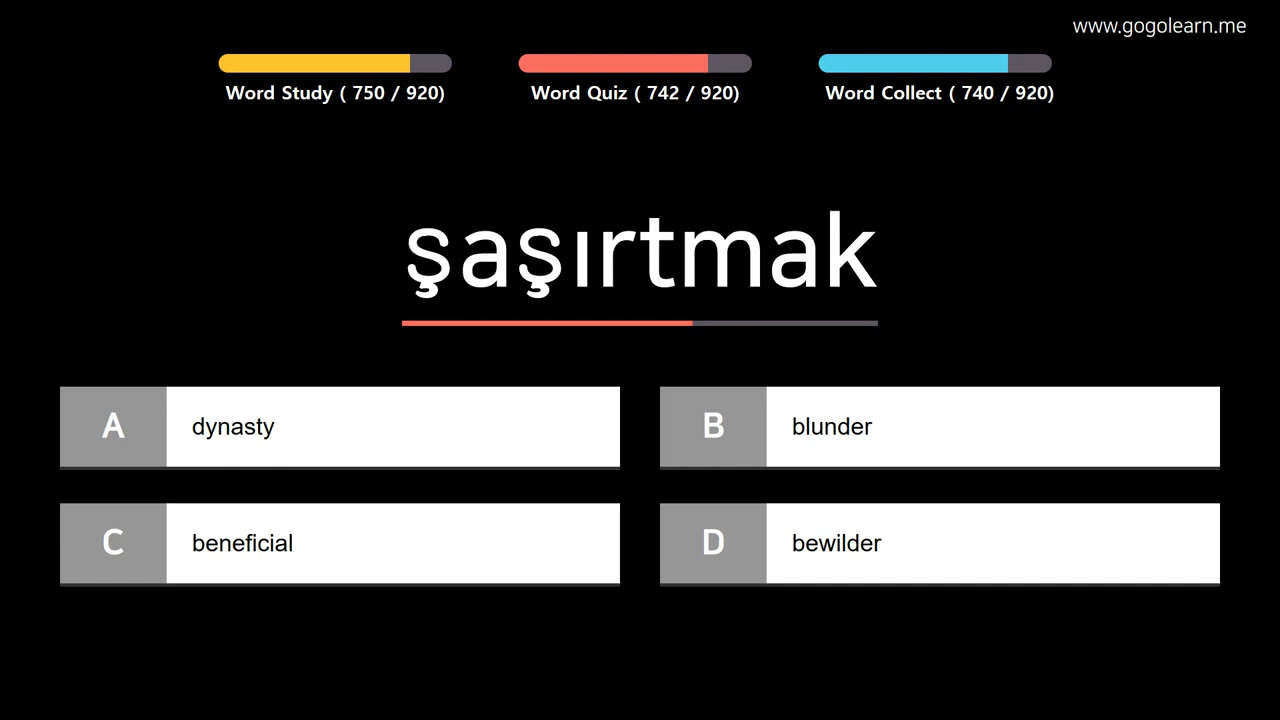 www.gogolearn.me
Word Study ( 750 / 920)
Word Quiz ( 742 / 920)
Word Collect ( 740 / 920)
şaşırtmak
A dynasty
B blunder
C beneficial
D bewilder